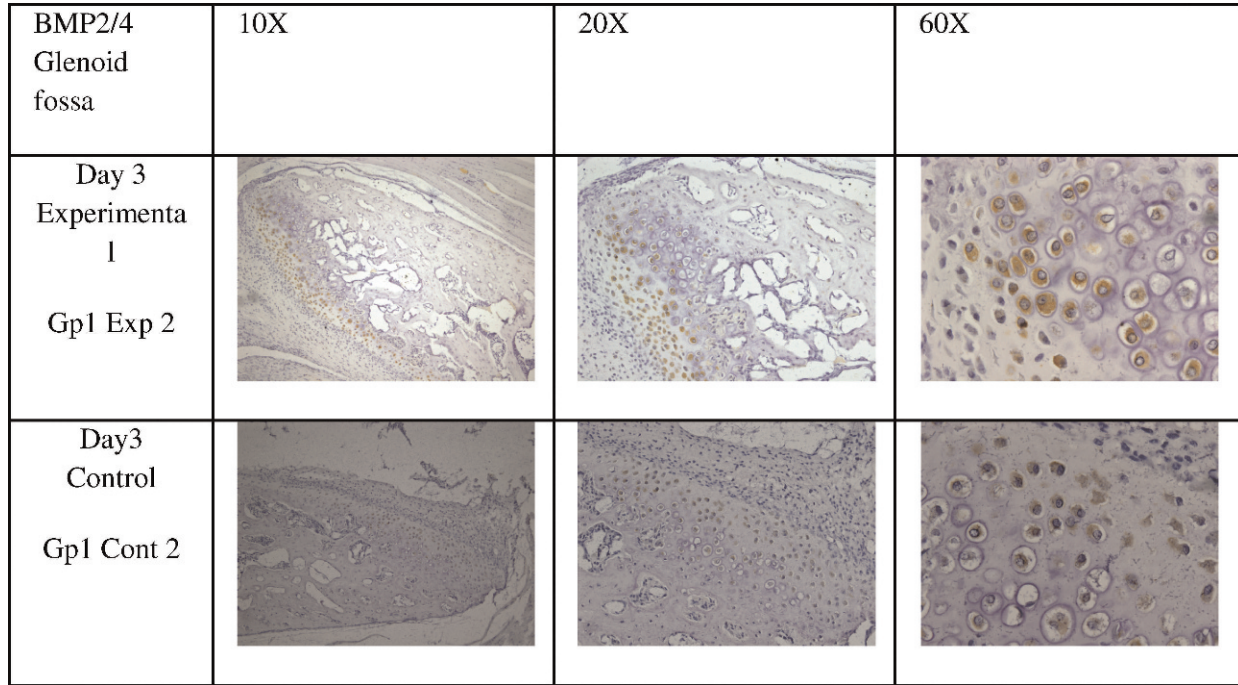 BMP2/4
Glenoid
fossa
10X
20X
60X
Day 3
Experimenta
l
Gp1 Exp 2
Day3
Control
Gp1 Cont 2